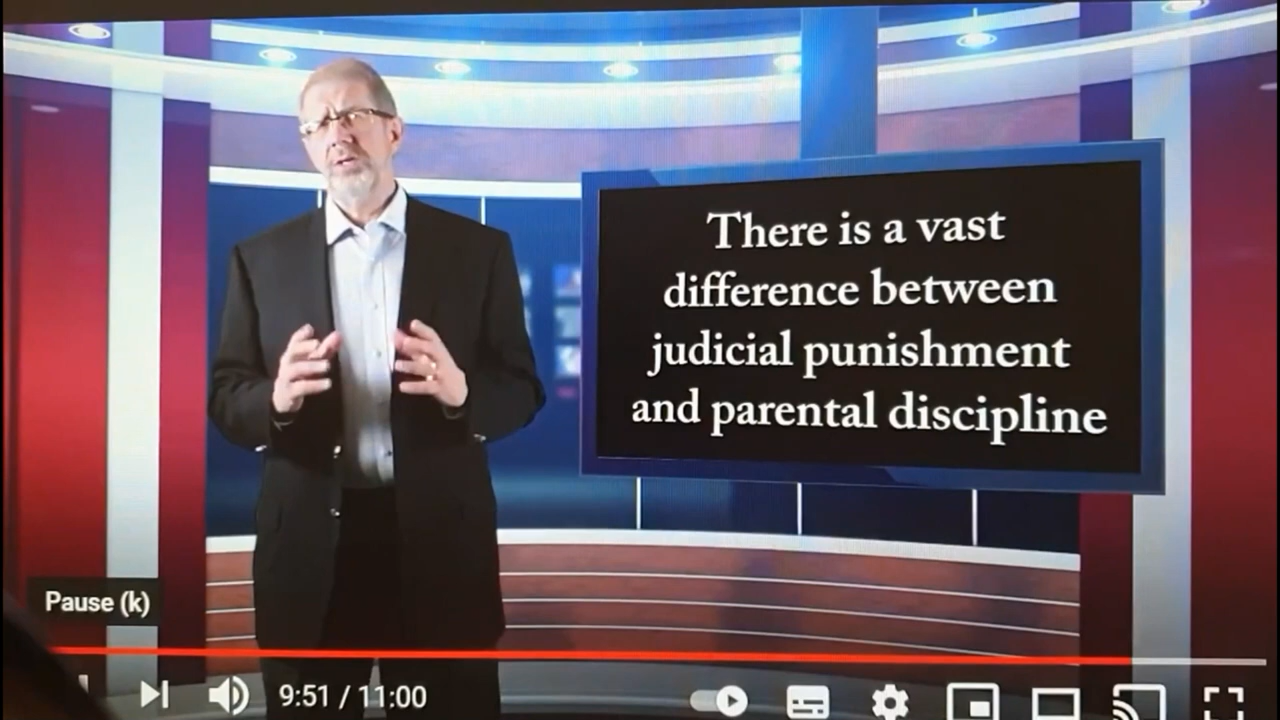 There is a vast
difference between
judicial punishment
and parental discipline
Pause (k)
9:51 / 11:00